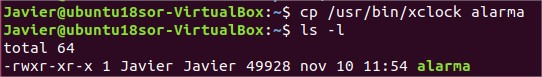 Javier@ubuntu18sor-VirtualBox:~$ cp /usr/bin/xclock alarma
Javier@ubuntu18sor-VirtualBox:~$ ls -l
total 64
-rwxr-xr-x 1 Javier Javier 49928 nov 10 11:54 alarma